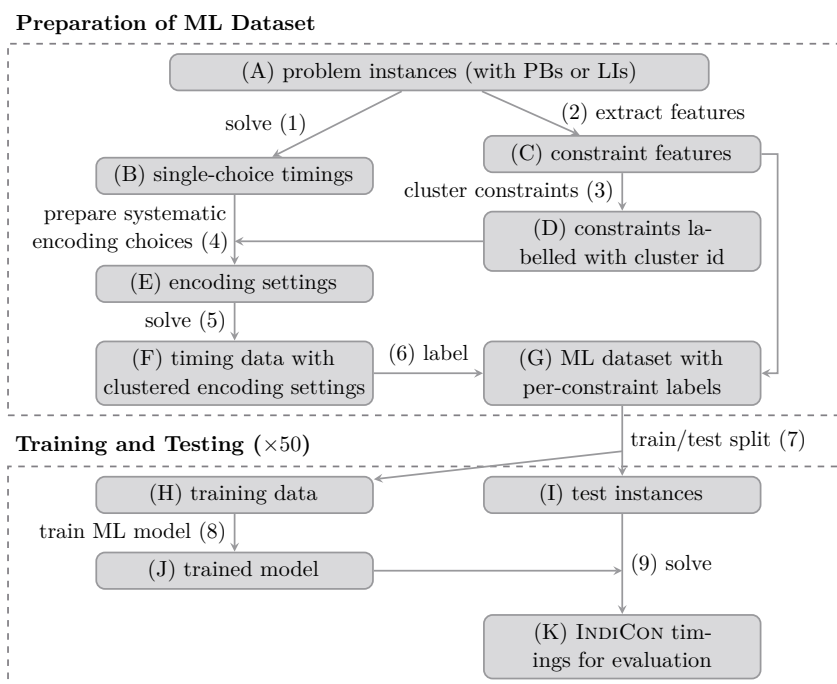 Preparation of ML Dataset
(A) problem instances (with PBs or LIs)
solve (1)
(2) extract features
(B) single-choice timings
(C) constraint features
cluster constraints (3)
prepare systematic
encoding choices (4)
(D) constraints la-
belled with cluster id
(E) encoding settings
solve (5)
(F) timing data with
clustered encoding settings
(6) label
(G) ML dataset with
per-constraint labels
Training and Testing (×50)
train/test split (7)
(H) training data
(I) test instances
train ML model (8)
(J) trained model
(9) solve
(K) INDICON tim-
ings for evaluation